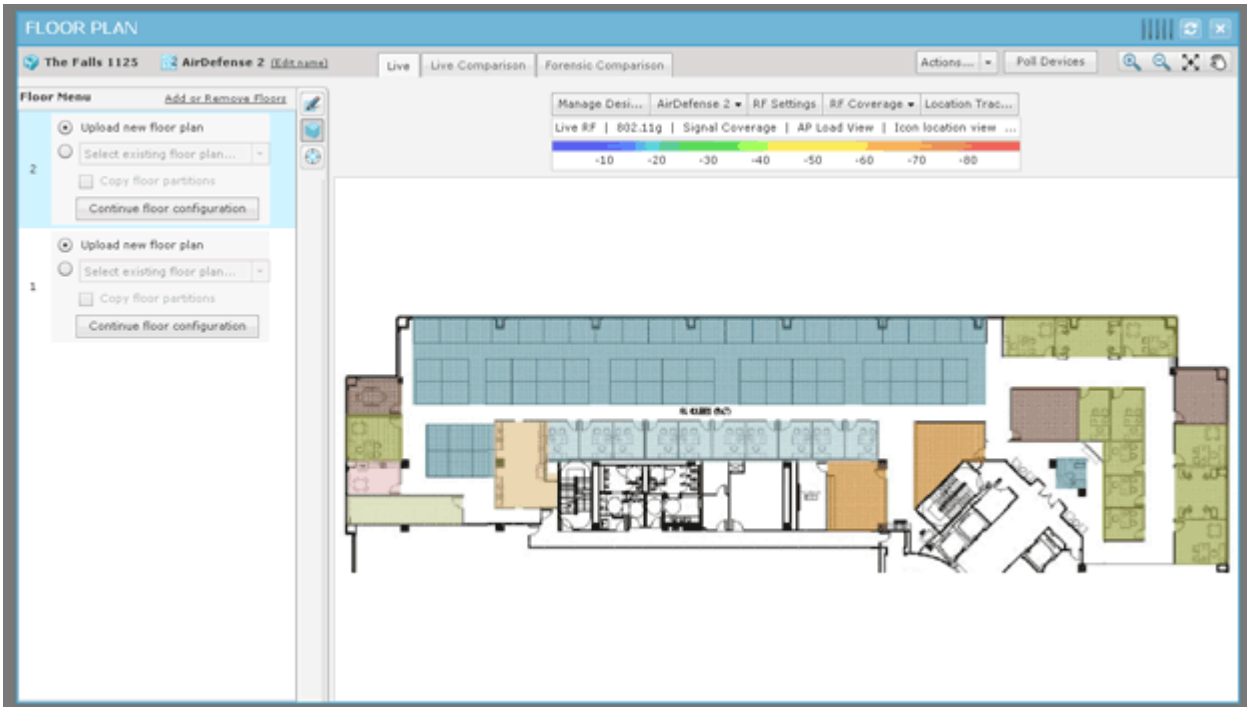 FLOOR PLAN
The Falls 1125 2 AirDefense 2 (Edit name)
Live Live Comparison Forensic Comparison
Actions... Poll Devices
Floor Menu Add or Remove Floors
Manage Desi... AirDefense 2 RF Settings RF Coverage Location Trac...
Live RF | 802.11g | Signal Coverage | AP Load View | Icon location view ...
-10 -20 -30 -40 -50 -60 -70 -80
2
Upload new floor plan
Select existing floor plan...
Copy floor partitions
Continue floor configuration
1
Upload new floor plan
Select existing floor plan...
Copy floor partitions
Continue floor configuration